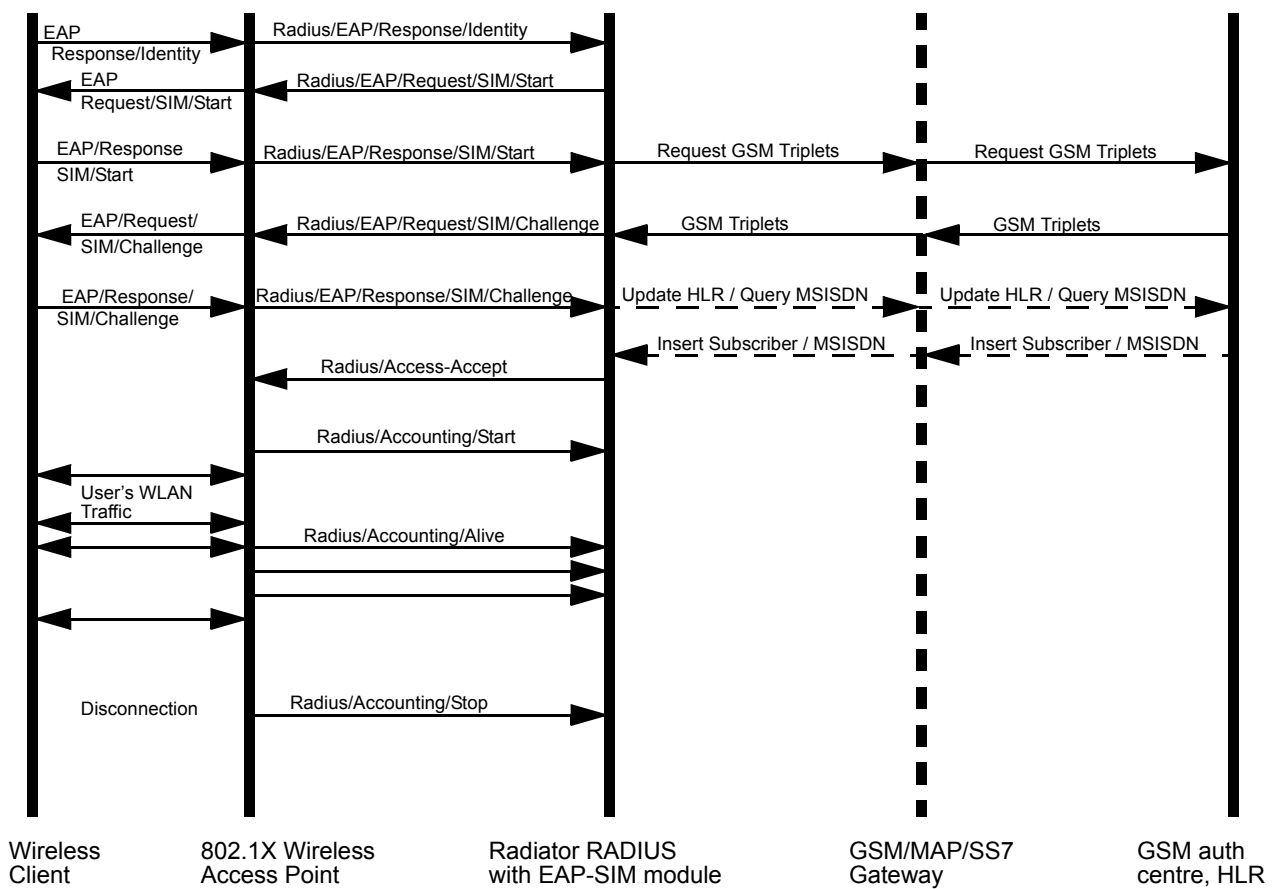 EAP
Response/Identity
Radius/EAP/Response/Identity
EAP
Request/SIM/Start
Radius/EAP/Request/SIM/Start
EAP/Response
SIM/Start
Radius/EAP/Response/SIM/Start
Request GSM Triplets
Request GSM Triplets
EAP/Request/
SIM/Challenge
Radius/EAP/Request/SIM/Challenge
GSM Triplets
GSM Triplets
EAP/Response/
SIM/Challenge
Radius/EAP/Response/SIM/Challenge
Update HLR / Query MSISDN
Update HLR / Query MSISDN
Insert Subscriber / MSISDN
Insert Subscriber / MSISDN
Radius/Access-Accept
Radius/Accounting/Start
User's WLAN
Traffic
Radius/Accounting/Alive
Disconnection
Radius/Accounting/Stop
Wireless
Client
802.1X Wireless
Access Point
Radiator RADIUS
with EAP-SIM module
GSM/MAP/SS7
Gateway
GSM auth
centre, HLR